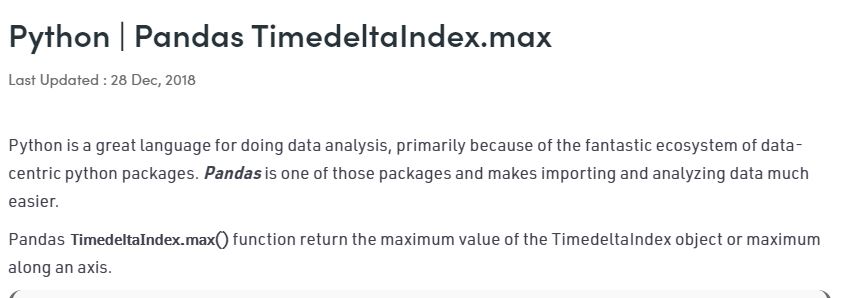 Python | Pandas TimedeltaIndex.max
Last Updated : 28 Dec, 2018
Python is a great language for doing data analysis, primarily because of the fantastic ecosystem of data-
centric python packages. Pandas is one of those packages and makes importing and analyzing data much
easier.
Pandas TimedeltaIndex.max() function return the maximum value of the TimedeltaIndex object or maximum
along an axis.